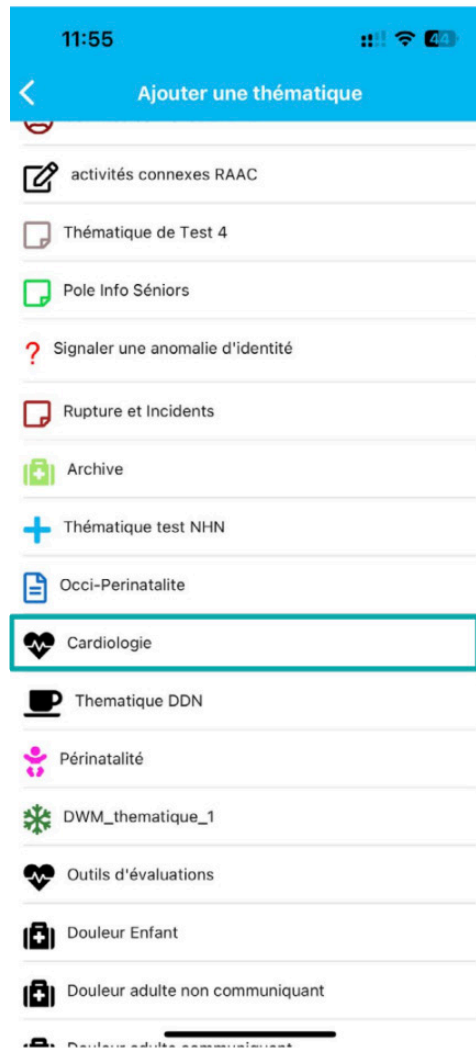 11:55
44
Ajouter une thématique
activités connexes RAAC
Thématique de Test 4
Pole Info Séniors
Signaler une anomalie d'identité
Rupture et Incidents
Archive
Thématique test NHN
Occi-Perinatalite
Cardiologie
Thematique DDN
Périnatalité
DWM_thematique_1
Outils d'évaluations
Douleur Enfant
Douleur adulte non communiquant